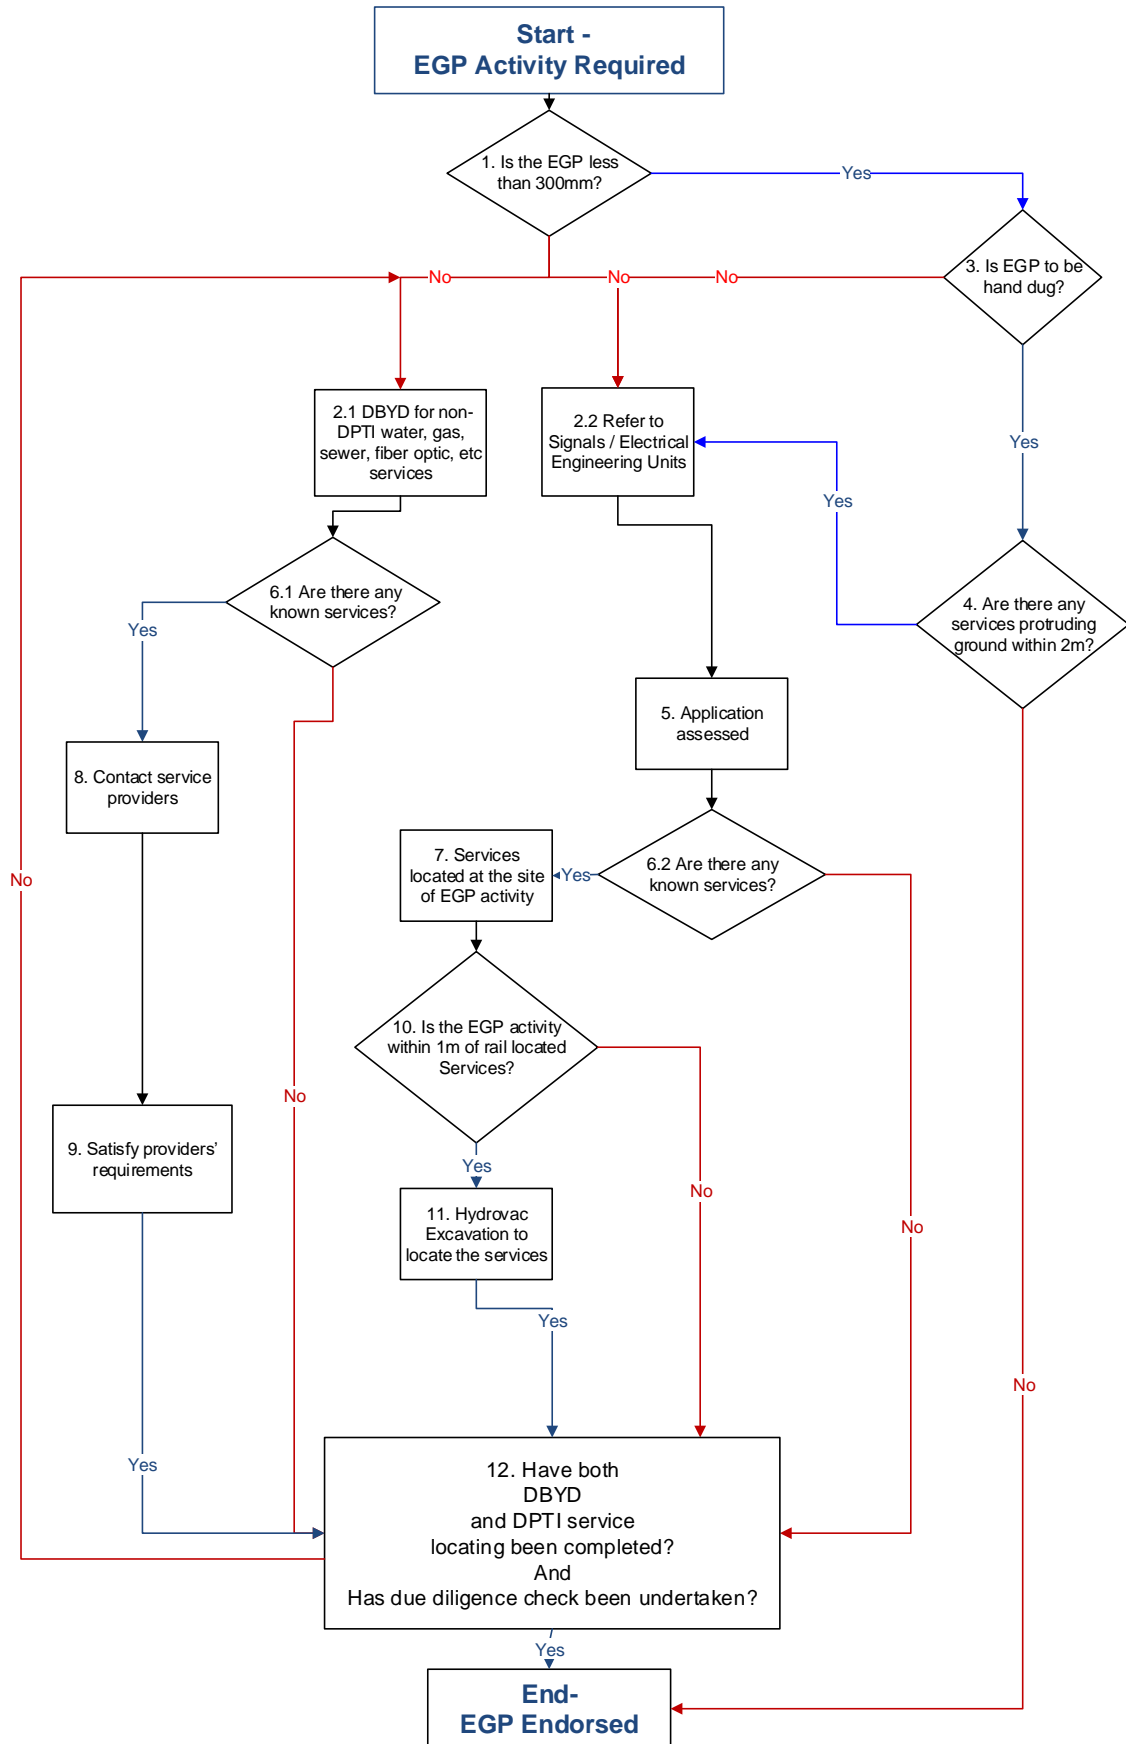 Start -
EGP Activity Required
1. Is the EGP less
than 300mm?
Yes
No
No
No
3. Is EGP to be
hand dug?
2.1 DBYD for non-
DPTI water, gas,
sewer, fiber optic, etc
services
2.2 Refer to
Signals / Electrical
Engineering Units
Yes
Yes
6.1 Are there any
known services?
4. Are there any
services protruding
ground within 2m?
Yes
5. Application
assessed
8. Contact service
providers
7. Services
located at the site
of EGP activity
Yes
6.2 Are there any
known services?
No
10. Is the EGP activity
within 1m of rail located
Services?
No
9. Satisfy providers’
requirements
Yes
No
11. Hydrovac
Excavation to
locate the services
No
Yes
No
Yes
12. Have both
DBYD
and DPTI service
locating been completed?
And
Has due diligence check been undertaken?
Yes
End-
EGP Endorsed